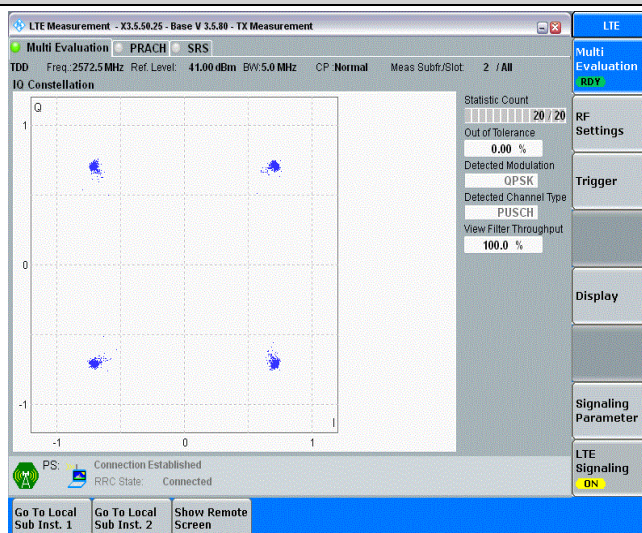 LTE Measurement - X3.5.50.25 - Base V 3.5.80 - TX Measurement
LTE
Multi Evaluation PRACH SRS
TDD Freq.:2572.5 MHz Ref. Level: 41.00 dBm BW:5.0 MHz CP :Normal Meas Subfr./Slot: 2 / All
IQ Constellation
Q
1
0
-1
-1 0 1
I
Statistic Count
20 / 20
Out of Tolerance
0.00 %
Detected Modulation
QPSK
Detected Channel Type
PUSCH
View Filter Throughput
100.0 %
Multi
Evaluation
RDY
RF
Settings
Trigger
Display
Signaling
Parameter
LTE
Signaling
ON
PS: Connection Established
RRC State: Connected
Go To Local
Sub Inst. 1
Go To Local
Sub Inst. 2
Show Remote
Screen